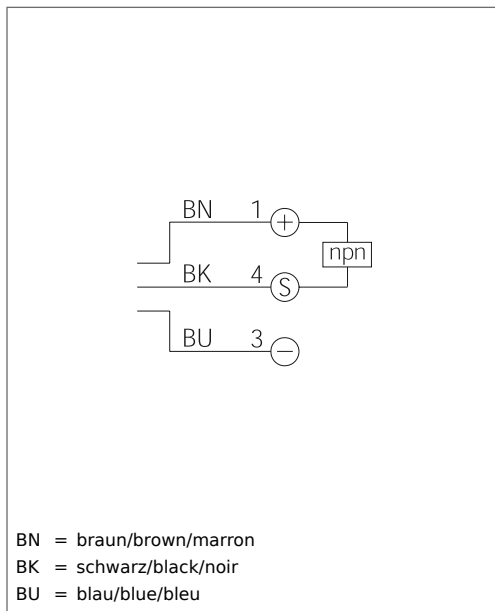 BN 1 +
npn
BK 4 S
BU 3 −
BN = braun/brown/marron
BK = schwarz/black/noir
BU = blau/blue/bleu